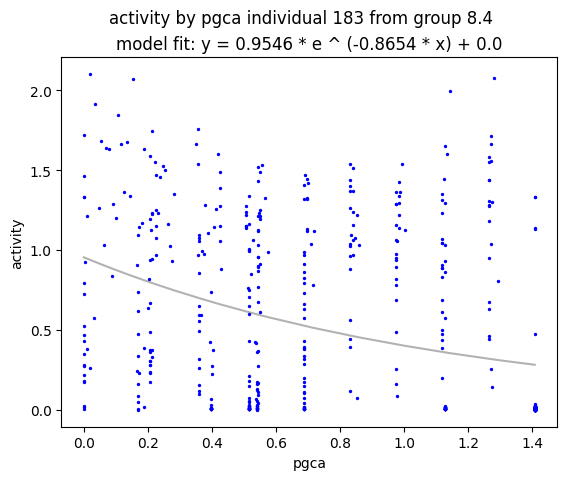 activity by pgca individual 183 from group 8.4
model fit: y = 0.9546 * e ^ (-0.8654 * x) + 0.0
2.0
1.5
1.0
0.5
0.0
activity
0.0 0.2 0.4 0.6 0.8 1.0 1.2 1.4
pgca